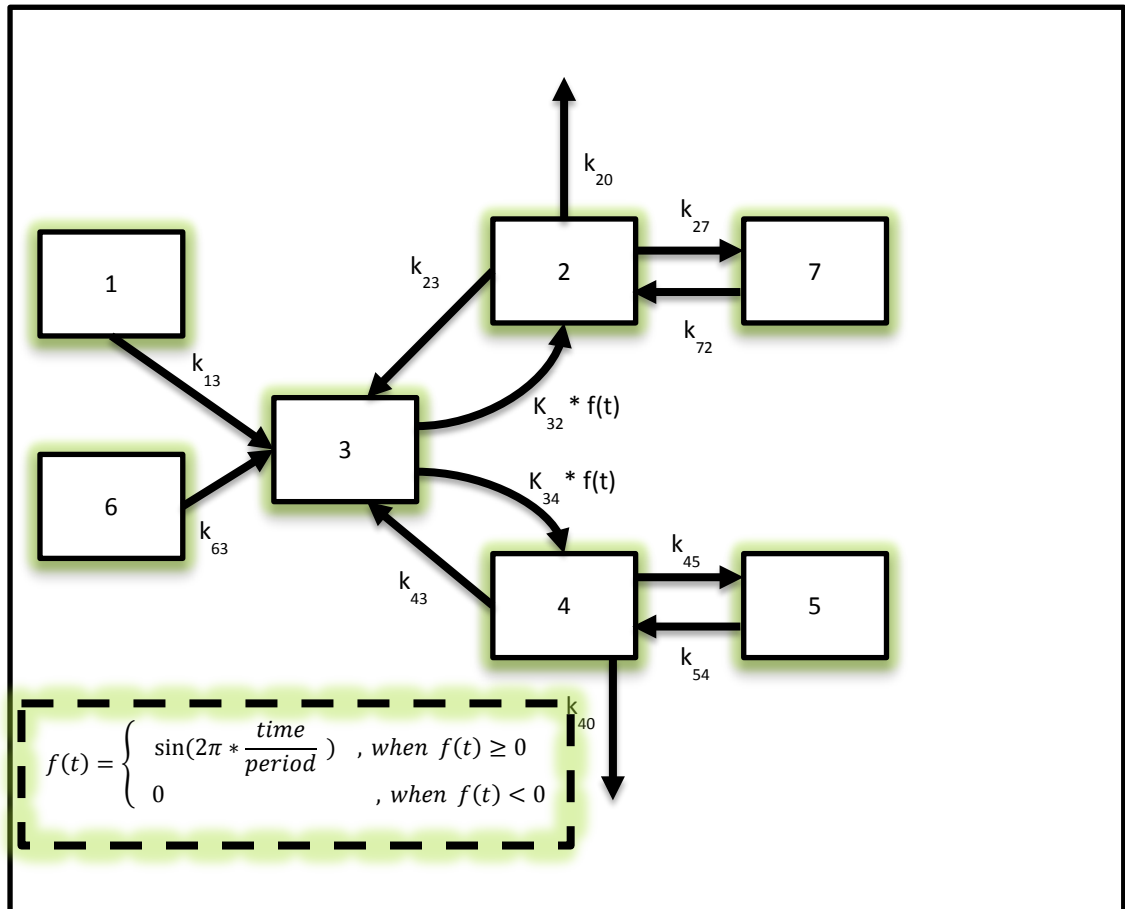 k20
k27
1
2
7
k23
k72
k13
K32 * f(t)
3
K34 * f(t)
6
k63
k45
k43
4
5
k54
k40
f(t) = { sin(2π * time/period ) , when f(t) ≥ 0
0 , when f(t) < 0